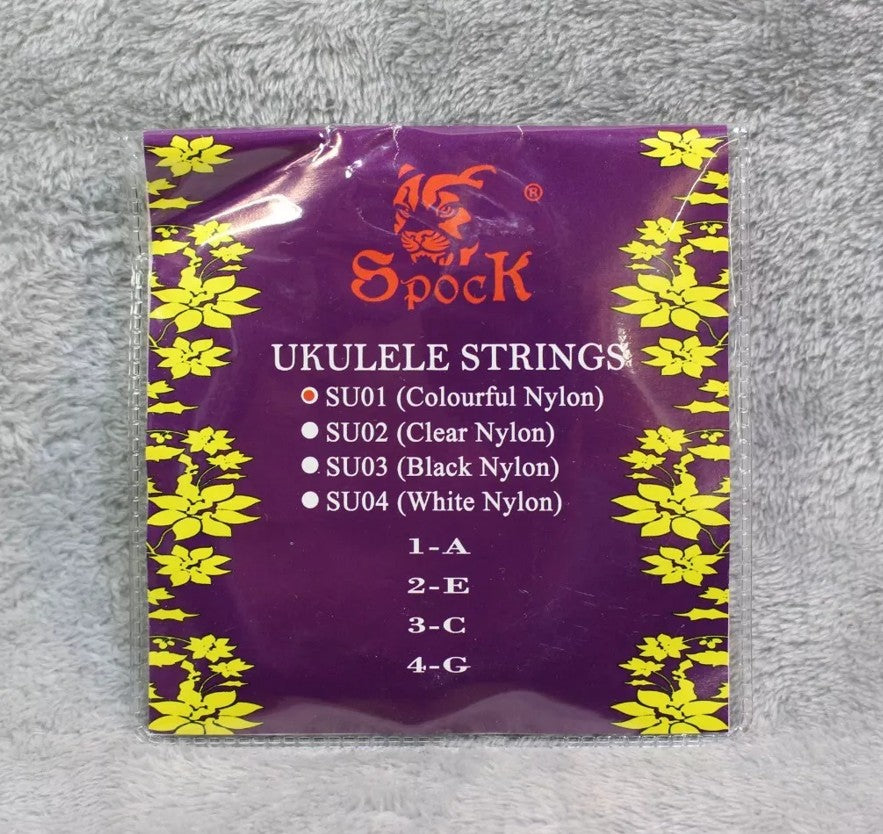 ®
SpocK
UKULELE STRINGS
SU01 (Colourful Nylon)
SU02 (Clear Nylon)
SU03 (Black Nylon)
SU04 (White Nylon)
1-A
2-E
3-C
4-G